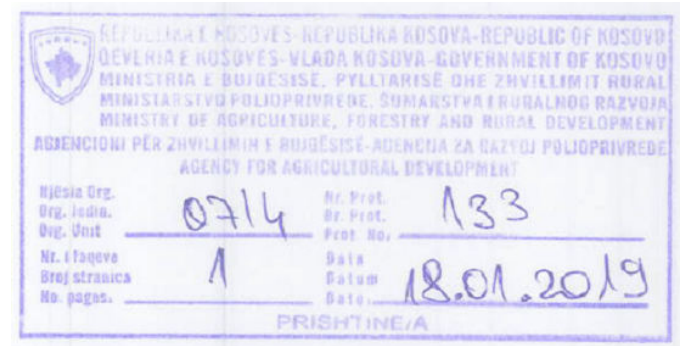 REPUBLIKA E KOSOVËS-REPUBLIKA KOSOVA-REPUBLIC OF KOSOVO
QEVERIA E KOSOVËS-VLADA KOSOVA-GOVERNMENT OF KOSOVO
MINISTRIA E BUJQËSISË, PYLLTARISË DHE ZHVILLIMIT RURAL
MINISTARSTVO POLJOPRIVREDE, ŠUMARSTVA I RURALNOG RAZVOJA
MINISTRY OF AGRICULTURE, FORESTRY AND RURAL DEVELOPMENT
AGJENCIONI PËR ZHVILLIMIN E BUJQËSISË-AGENCIJA ZA RAZVOJ POLJOPRIVREDE
AGENCY FOR AGRICULTURAL DEVELOPMENT
Njësia Org.
Org. Jedin.
Org. Unit
07/4
Nr. Prot.
Br. Prot.
Prot. No.
133
Nr. i faqeve
Broj stranica
No. pages.
1
Data
Datum
Date.
18.01.2019
PRISHTINE/A